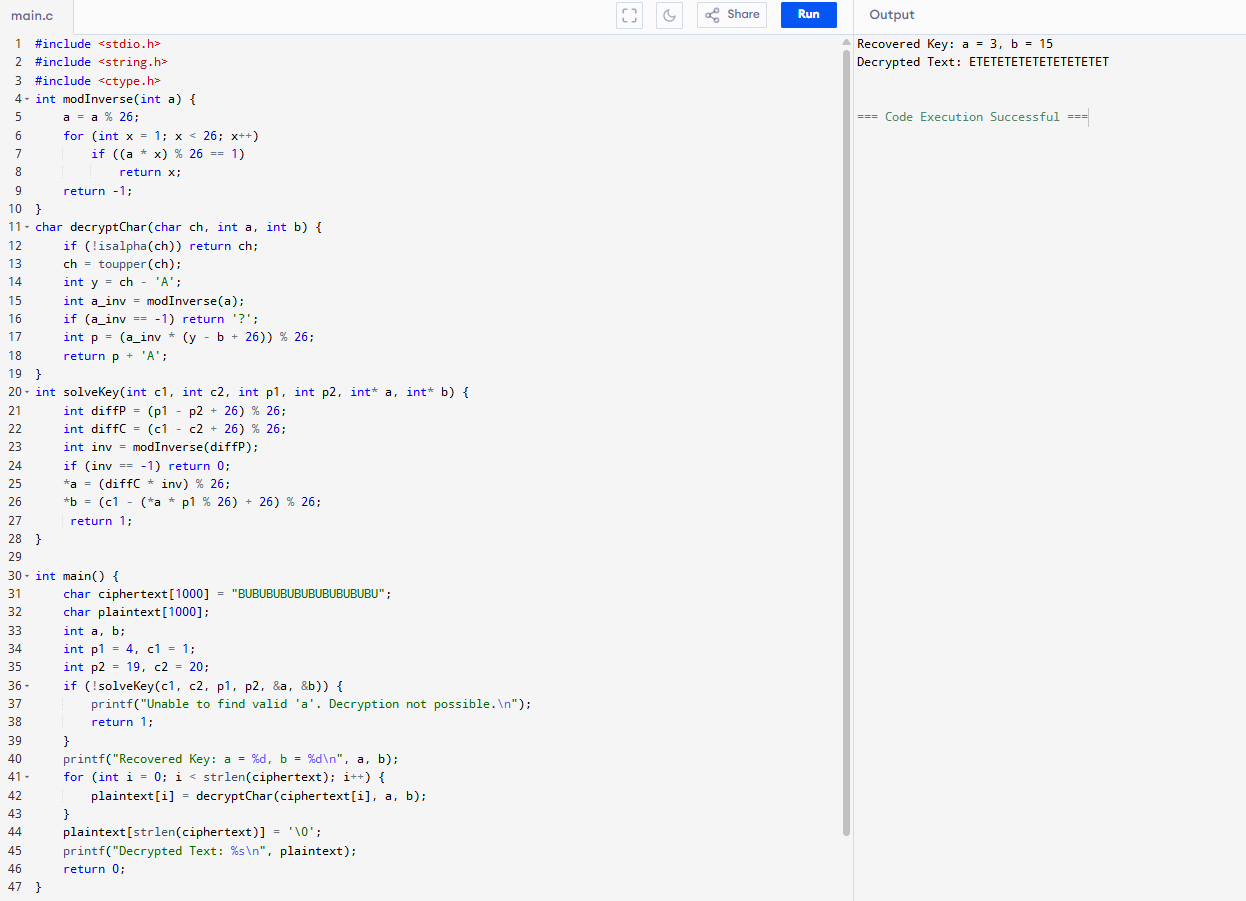 main.c
Share
Run
Output
1 #include <stdio.h>
2 #include <string.h>
3 #include <ctype.h>
4 int modInverse(int a) {
5     a = a % 26;
6     for (int x = 1; x < 26; x++)
7         if ((a * x) % 26 == 1)
8             return x;
9     return -1;
10 }
11 char decryptChar(char ch, int a, int b) {
12     if (!isalpha(ch)) return ch;
13     ch = toupper(ch);
14     int y = ch - 'A';
15     int a_inv = modInverse(a);
16     if (a_inv == -1) return '?';
17     int p = (a_inv * (y - b + 26)) % 26;
18     return p + 'A';
19 }
20 int solveKey(int c1, int c2, int p1, int p2, int* a, int* b) {
21     int diffP = (p1 - p2 + 26) % 26;
22     int diffC = (c1 - c2 + 26) % 26;
23     int inv = modInverse(diffP);
24     if (inv == -1) return 0;
25     *a = (diffC * inv) % 26;
26     *b = (c1 - (*a * p1 % 26) + 26) % 26;
27      return 1;
28 }
29
30 int main() {
31     char ciphertext[1000] = "BUBUBUBUBUBUBUBUBUBU";
32     char plaintext[1000];
33     int a, b;
34     int p1 = 4, c1 = 1;
35     int p2 = 19, c2 = 20;
36     if (!solveKey(c1, c2, p1, p2, &a, &b)) {
37         printf("Unable to find valid 'a'. Decryption not possible.\n");
38         return 1;
39     }
40     printf("Recovered Key: a = %d, b = %d\n", a, b);
41     for (int i = 0; i < strlen(ciphertext); i++) {
42         plaintext[i] = decryptChar(ciphertext[i], a, b);
43     }
44     plaintext[strlen(ciphertext)] = '\0';
45     printf("Decrypted Text: %s\n", plaintext);
46     return 0;
47 }
Recovered Key: a = 3, b = 15
Decrypted Text: ETETETETETETETETETET
=== Code Execution Successful ===